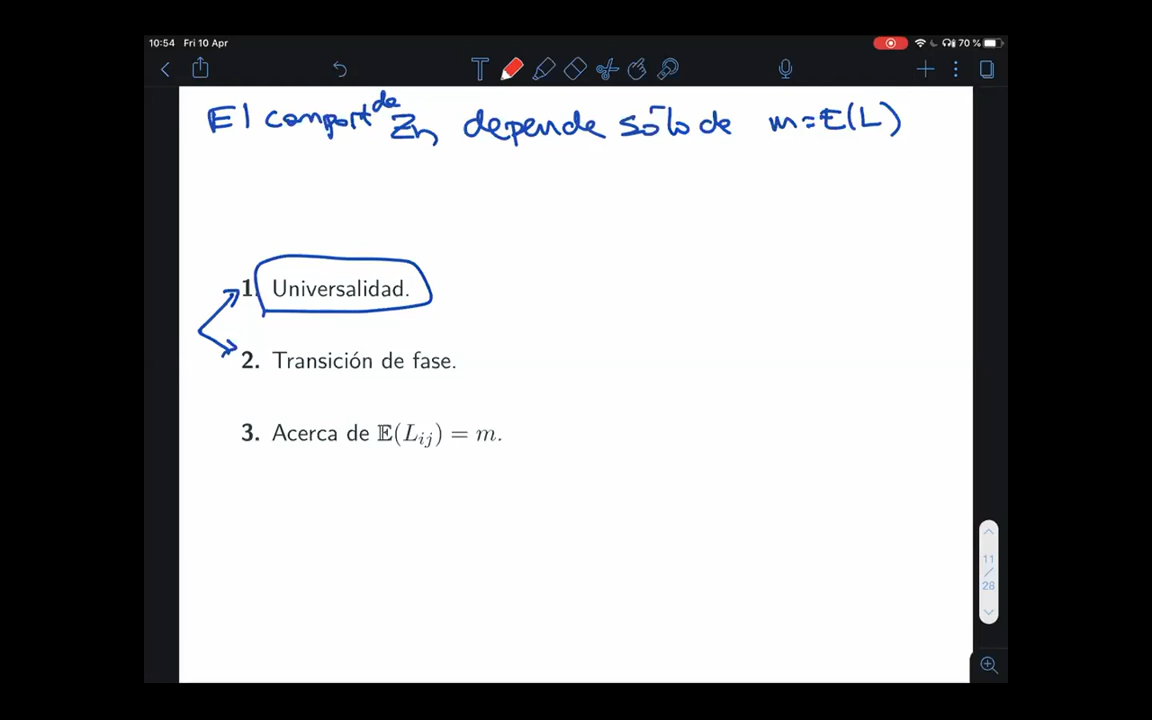 10:54 Fri 10 Apr 70 %
El comport de Zn depende sólo de m=E(L)
1. Universalidad.
2. Transición de fase.
3. Acerca de 𝔼(Lᵢⱼ) = m.
11
/
28